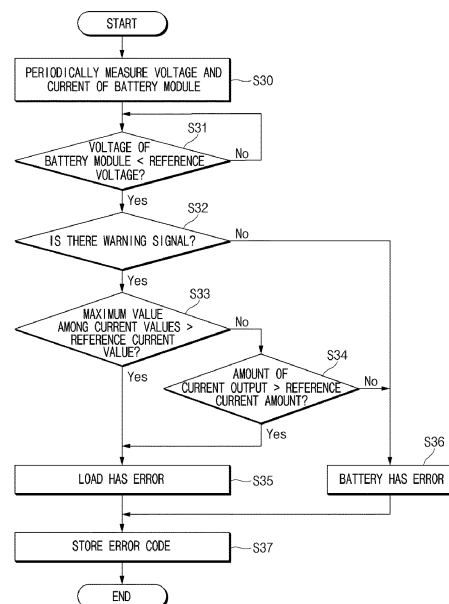 START
PERIODICALLY MEASURE VOLTAGE AND
CURRENT OF BATTERY MODULE
S30
S31
VOLTAGE OF
BATTERY MODULE < REFERENCE
VOLTAGE?
No
Yes
S32
IS THERE WARNING SIGNAL?
No
Yes
S33
MAXIMUM VALUE
AMONG CURRENT VALUES >
REFERENCE CURRENT
VALUE?
No
Yes
S34
AMOUNT OF
CURRENT OUTPUT > REFERENCE
CURRENT AMOUNT?
No
Yes
LOAD HAS ERROR
S35
S36
BATTERY HAS ERROR
STORE ERROR CODE
S37
END